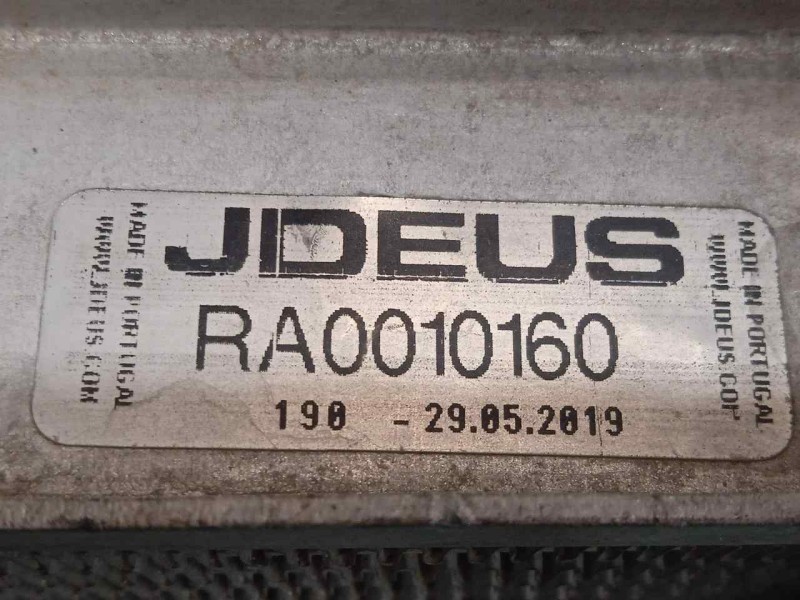 MADE IN PORTUGAL
WWW.JDEUS.COM
JDEUS
RA0010160
190 - 29.05.2019
MADE IN PORTUGAL
WWW.JDEUS.COM